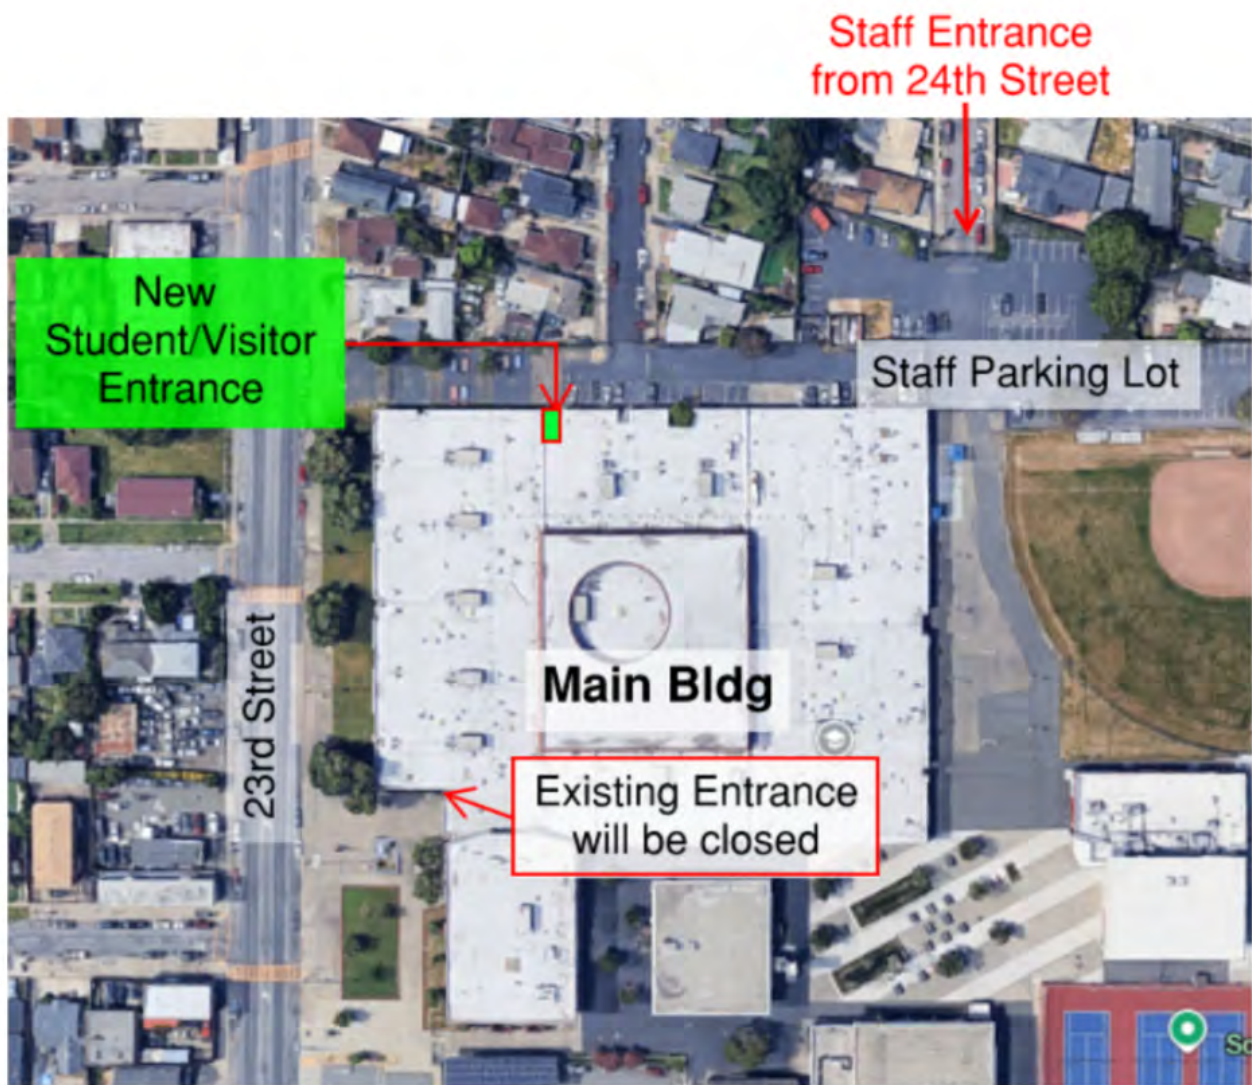 Staff Entrance
from 24th Street
New
Student/Visitor
Entrance
Staff Parking Lot
23rd Street
Main Bldg
Existing Entrance
will be closed